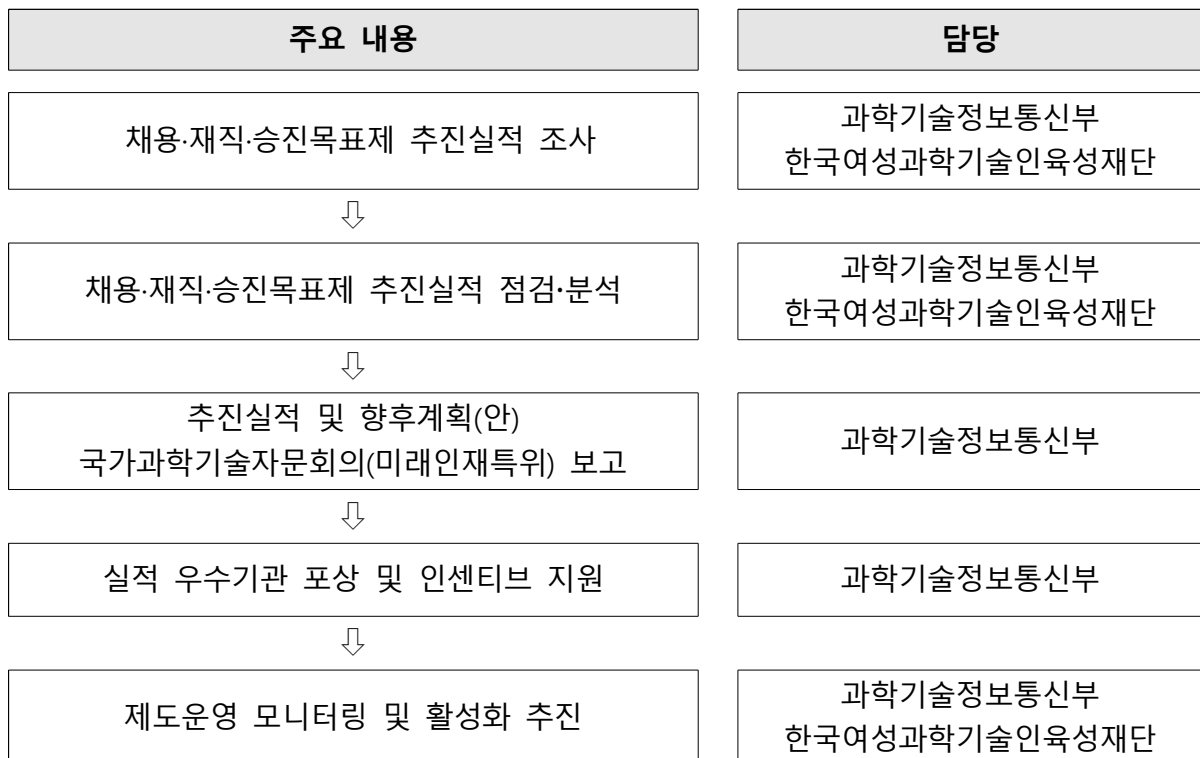 주요 내용
담당
채용·재직·승진목표제 추진실적 조사
과학기술정보통신부
한국여성과학기술인육성재단
⇩
채용·재직·승진목표제 추진실적 점검·분석
과학기술정보통신부
한국여성과학기술인육성재단
⇩
추진실적 및 향후계획(안)
국가과학기술자문회의(미래인재특위) 보고
과학기술정보통신부
⇩
실적 우수기관 포상 및 인센티브 지원
과학기술정보통신부
⇩
제도운영 모니터링 및 활성화 추진
과학기술정보통신부
한국여성과학기술인육성재단